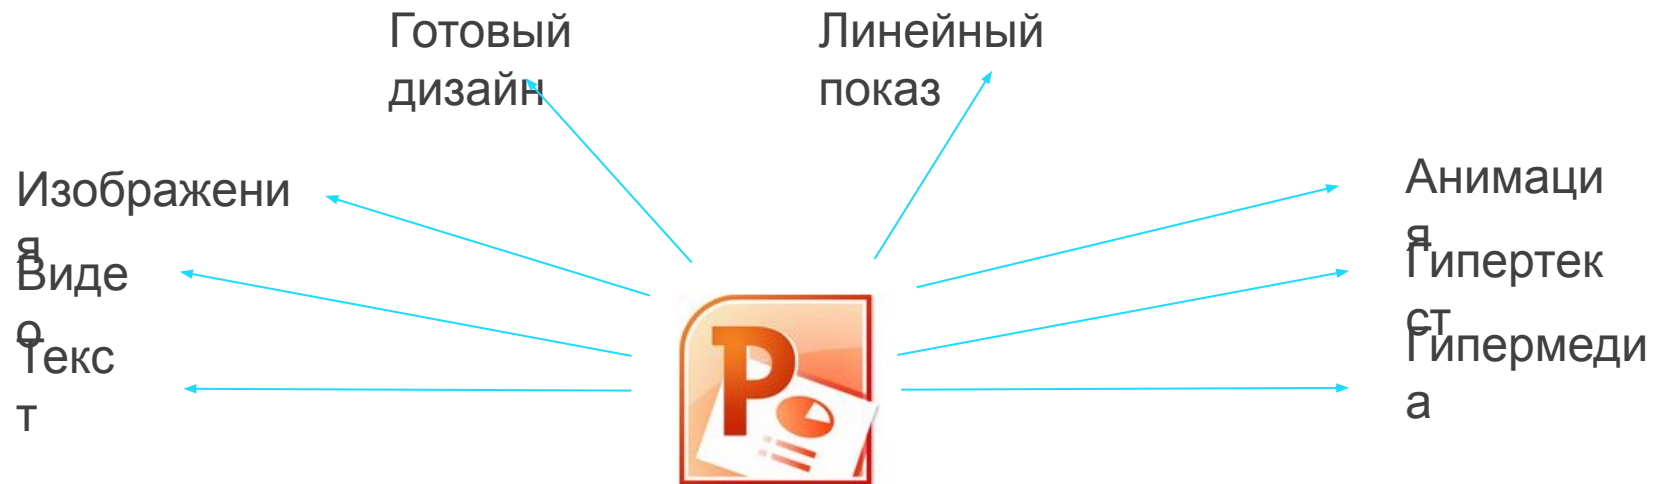 Готовый
дизайн
Линейный
показ
Изображени
я
Виде
о
Текс
т
Анимаци
я
Гипертек
ст
Гипермеди
а
P